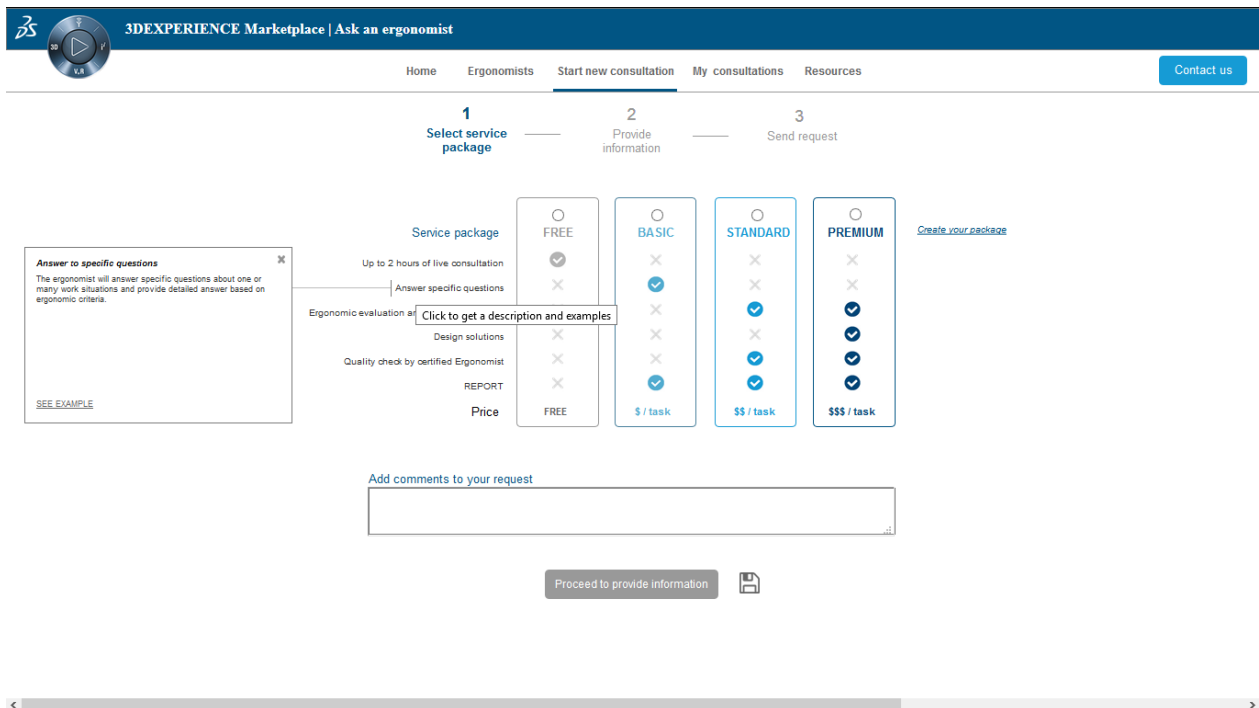 3DEXPERIENCE Marketplace | Ask an ergonomist
3D
V.R
Home Ergonomists Start new consultation My consultations Resources
Contact us
1
Select service
package
2
Provide
information
3
Send request
Service package FREE BASIC STANDARD PREMIUM
Create your package
Answer to specific questions
The ergonomist will answer specific questions about one or
many work situations and provide detailed answer based on
ergonomic criteria.
SEE EXAMPLE
Up to 2 hours of live consultation
Answer specific questions
Ergonomic evaluation
Click to get a description and examples
Design solutions
Quality check by certified Ergonomist
REPORT
Price FREE $ / task $$ / task $$$ / task
Add comments to your request
Proceed to provide information